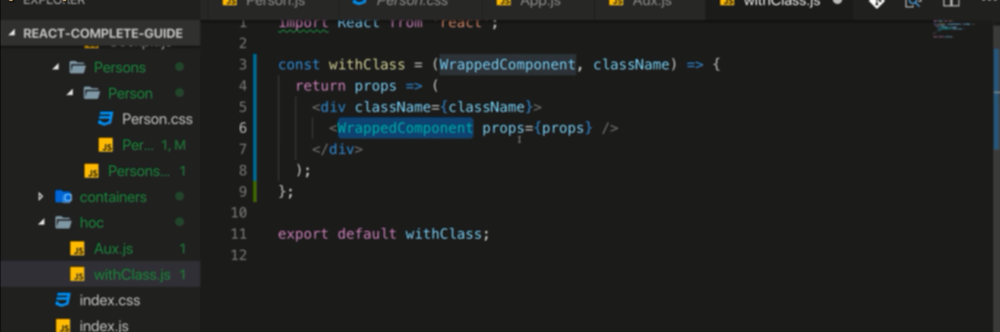 EXPLORER
Person.js Person.css App.js Aux.js withClass.js
REACT-COMPLETE-GUIDE
Persons
Person
Person.css
Per... 1, M
Persons... 1
containers
hoc
Aux.js 1
withClass.js 1
index.css
index.js
1 import React from 'react';
2
3 const withClass = (WrappedComponent, className) => {
4 return props => (
5 <div className={className}>
6 <WrappedComponent props={props} />
7 </div>
8 );
9 };
10
11 export default withClass;
12